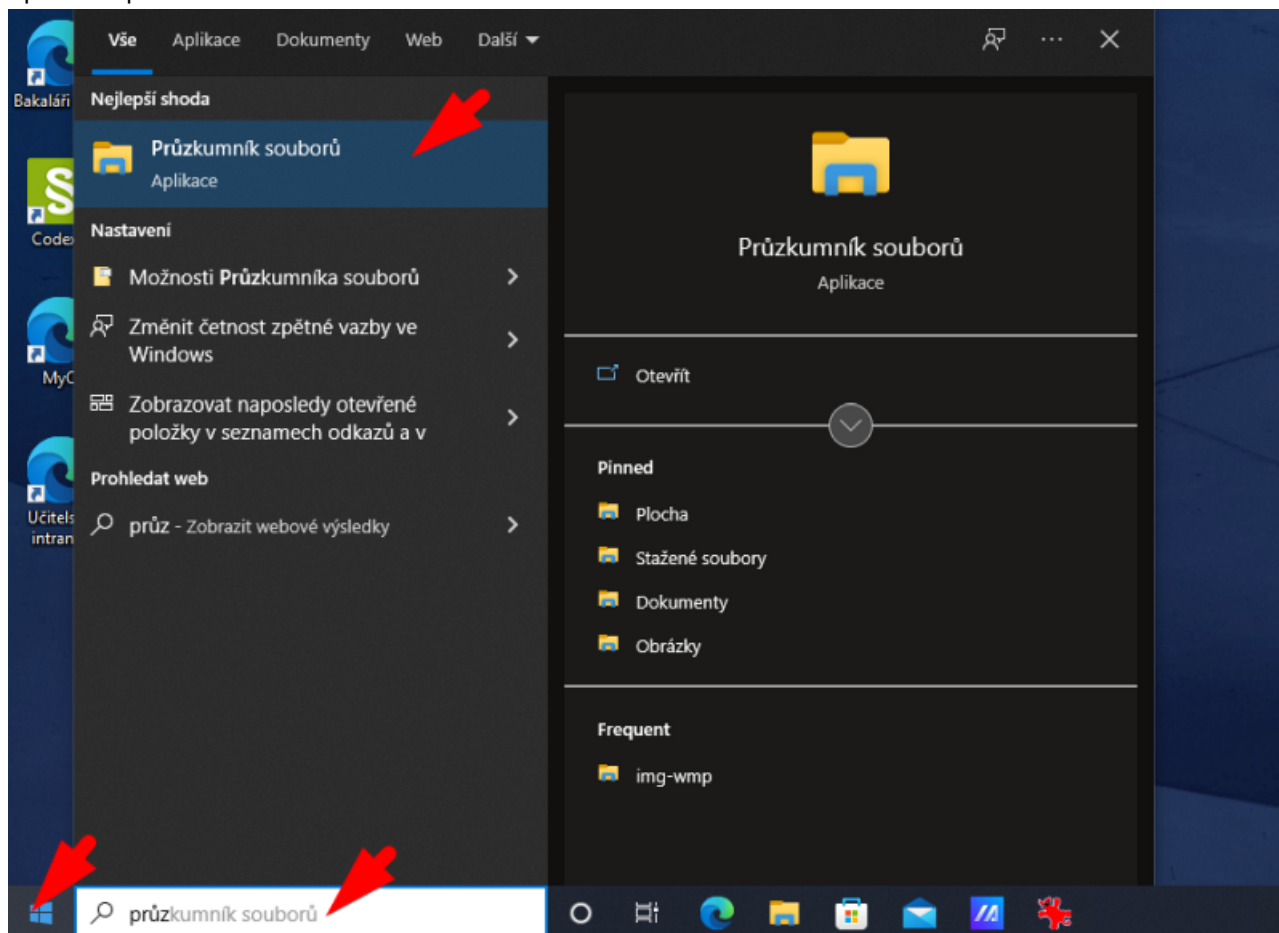 Vše Aplikace Dokumenty Web Další
Bakaláři
Nejlepší shoda
Průzkumník souborů
Aplikace
Code
Nastavení
Možnosti Průzkumníka souborů
Změnit četnost zpětné vazby ve
Windows
MyC
Zobrazovat naposledy otevřené
položky v seznamech odkazů a v
Prohledat web
Učitels
intran
průz - Zobrazit webové výsledky
průzkumník souborů
Průzkumník souborů
Aplikace
Otevřít
Pinned
Plocha
Stažené soubory
Dokumenty
Obrázky
Frequent
img-wmp